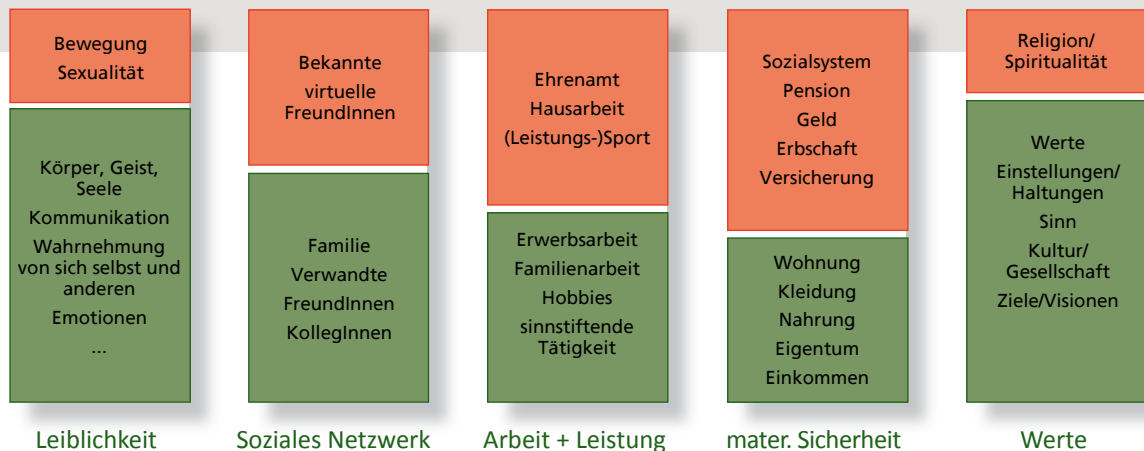 Bewegung
Sexualität
Körper, Geist,
Seele
Kommunikation
Wahrnehmung
von sich selbst und
anderen
Emotionen
...
Leiblichkeit
Bekannte
virtuelle
FreundInnen
Familie
Verwandte
FreundInnen
KollegInnen
Soziales Netzwerk
Ehrenamt
Hausarbeit
(Leistungs-)Sport
Erwerbsarbeit
Familienarbeit
Hobbies
sinnstiftende
Tätigkeit
Arbeit + Leistung
Sozialsystem
Pension
Geld
Erbschaft
Versicherung
Wohnung
Kleidung
Nahrung
Eigentum
Einkommen
mater. Sicherheit
Religion/
Spiritualität
Werte
Einstellungen/
Haltungen
Sinn
Kultur/
Gesellschaft
Ziele/Visionen
Werte